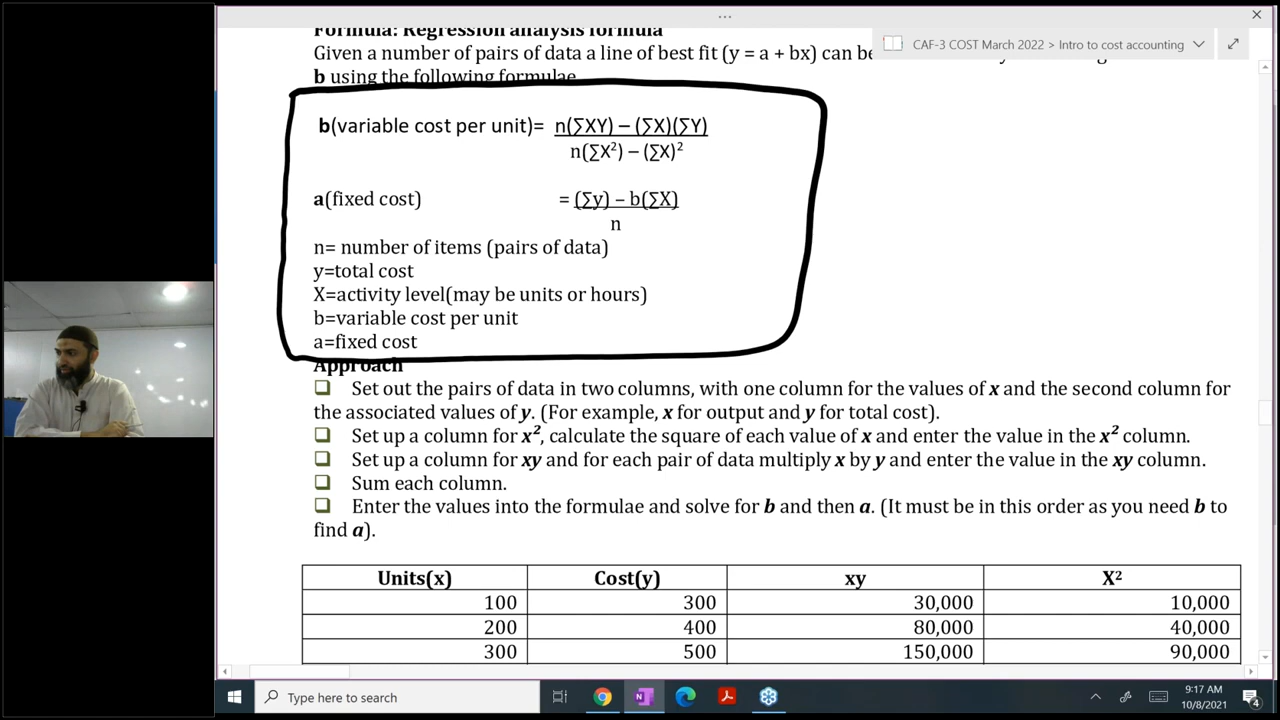 Formula: Regression analysis formula
CAF-3 COST March 2022 > Intro to cost accounting
Given a number of pairs of data a line of best fit (y = a + bx) can be
b using the following formulae
b(variable cost per unit)= n(∑XY) – (∑X)(∑Y)
n(∑X²) – (∑X)²
a(fixed cost) = (∑y) – b(∑X)
n
n= number of items (pairs of data)
y=total cost
X=activity level(may be units or hours)
b=variable cost per unit
a=fixed cost
Approach
❑ Set out the pairs of data in two columns, with one column for the values of x and the second column for
the associated values of y. (For example, x for output and y for total cost).
❑ Set up a column for x², calculate the square of each value of x and enter the value in the x² column.
❑ Set up a column for xy and for each pair of data multiply x by y and enter the value in the xy column.
❑ Sum each column.
❑ Enter the values into the formulae and solve for b and then a. (It must be in this order as you need b to
find a).
Units(x) Cost(y) xy X²
100 300 30,000 10,000
200 400 80,000 40,000
300 500 150,000 90,000
Type here to search
9:17 AM
10/8/2021
4